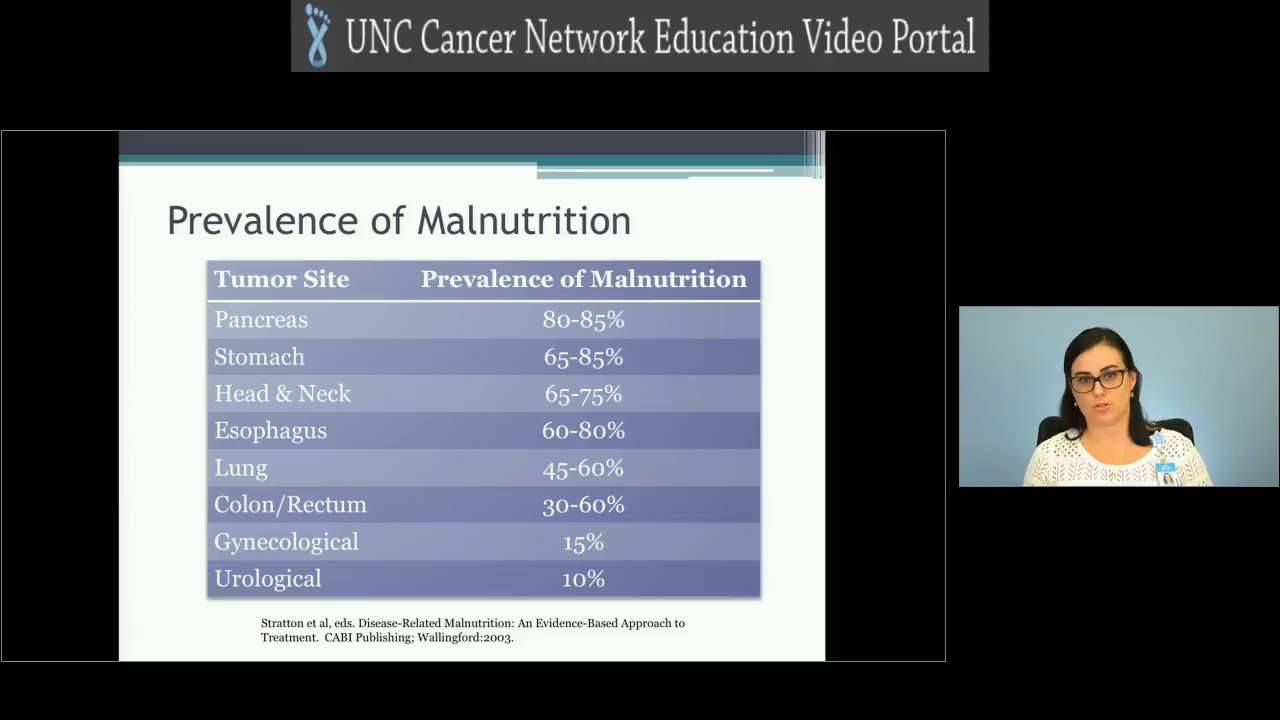 UNC Cancer Network Education Video Portal
Prevalence of Malnutrition
Tumor Site Prevalence of Malnutrition
Pancreas 80-85%
Stomach 65-85%
Head & Neck 65-75%
Esophagus 60-80%
Lung 45-60%
Colon/Rectum 30-60%
Gynecological 15%
Urological 10%
Stratton et al, eds. Disease-Related Malnutrition: An Evidence-Based Approach to
Treatment. CABI Publishing; Wallingford:2003.